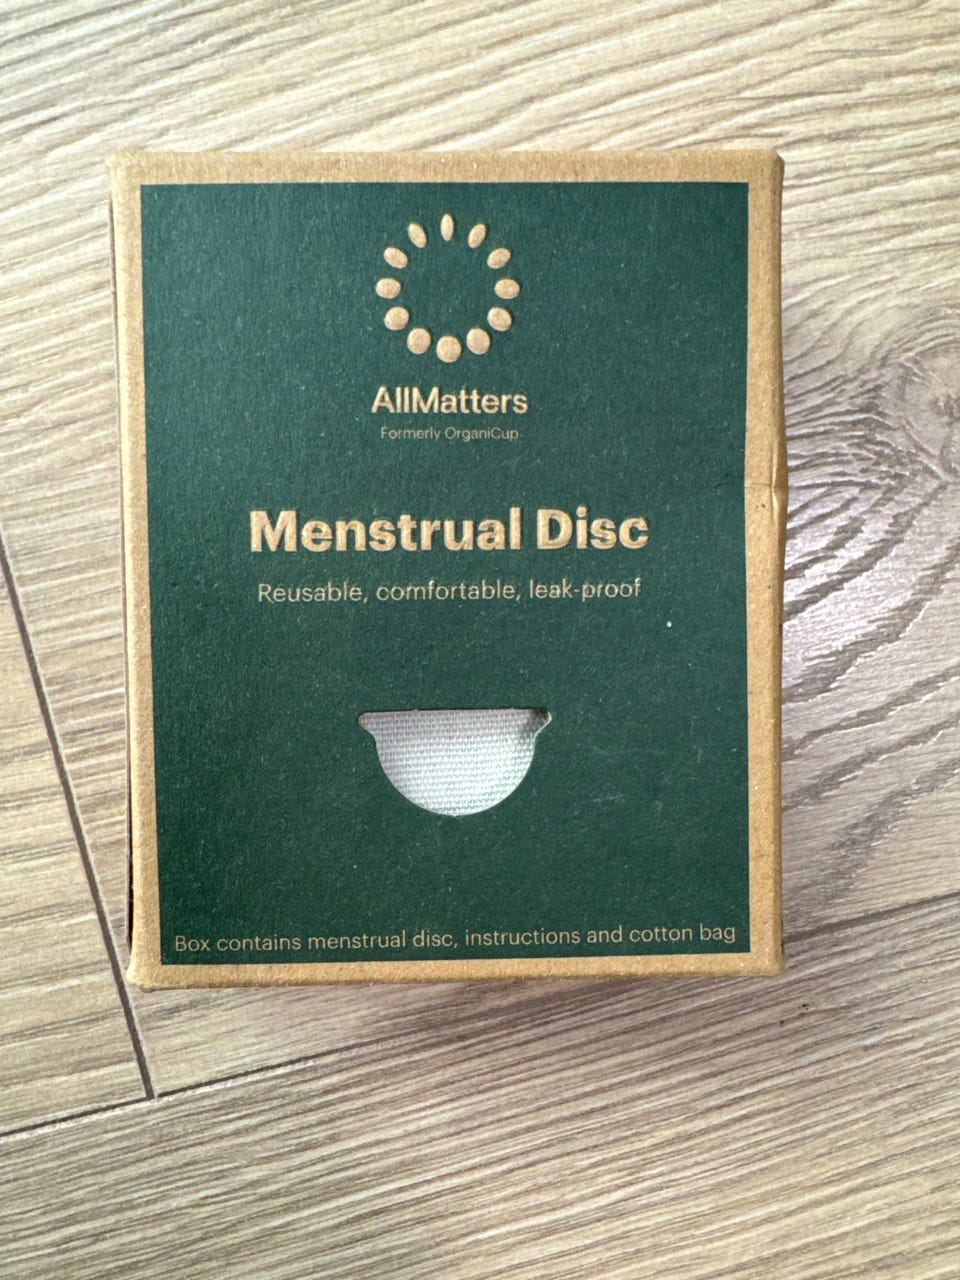 AllMatters
Formerly OrganiCup
Menstrual Disc
Reusable, comfortable, leak-proof
Box contains menstrual disc, instructions and cotton bag